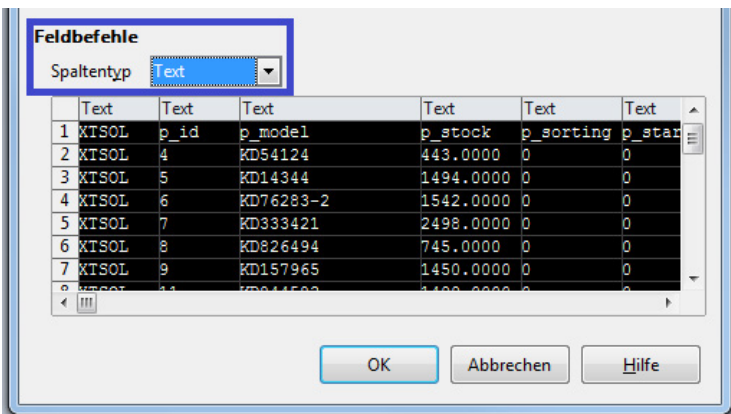 Feldbefehle
Spaltentyp Text
Text Text Text Text Text Text
1 XTSOL p_id p_model p_stock p_sorting p_star
2 XTSOL 4 KD54124 443.0000 0 0
3 XTSOL 5 KD14344 1494.0000 0 0
4 XTSOL 6 KD76283-2 1542.0000 0 0
5 XTSOL 7 KD333421 2498.0000 0 0
6 XTSOL 8 KD826494 745.0000 0 0
7 XTSOL 9 KD157965 1450.0000 0 0
OK Abbrechen Hilfe